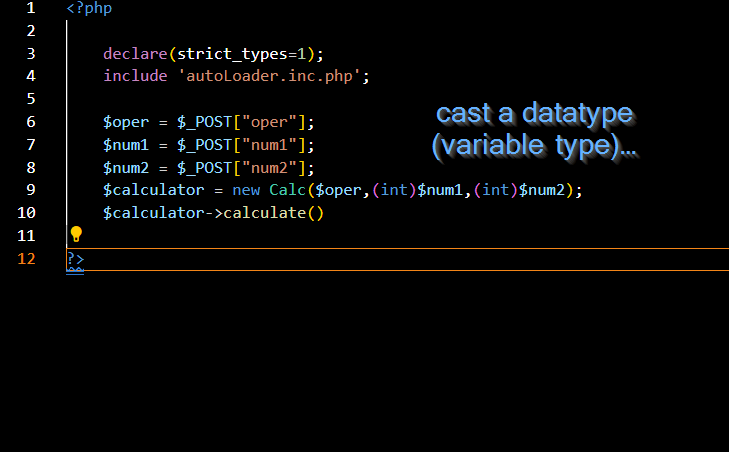 1 <?php
2
3 declare(strict_types=1);
4 include 'autoLoader.inc.php';
5
6 $oper = $_POST["oper"];
7 $num1 = $_POST["num1"];
8 $num2 = $_POST["num2"];
9 $calculator = new Calc($oper,(int)$num1,(int)$num2);
10 $calculator->calculate()
11
12 ?>
cast a datatype
(variable type)...